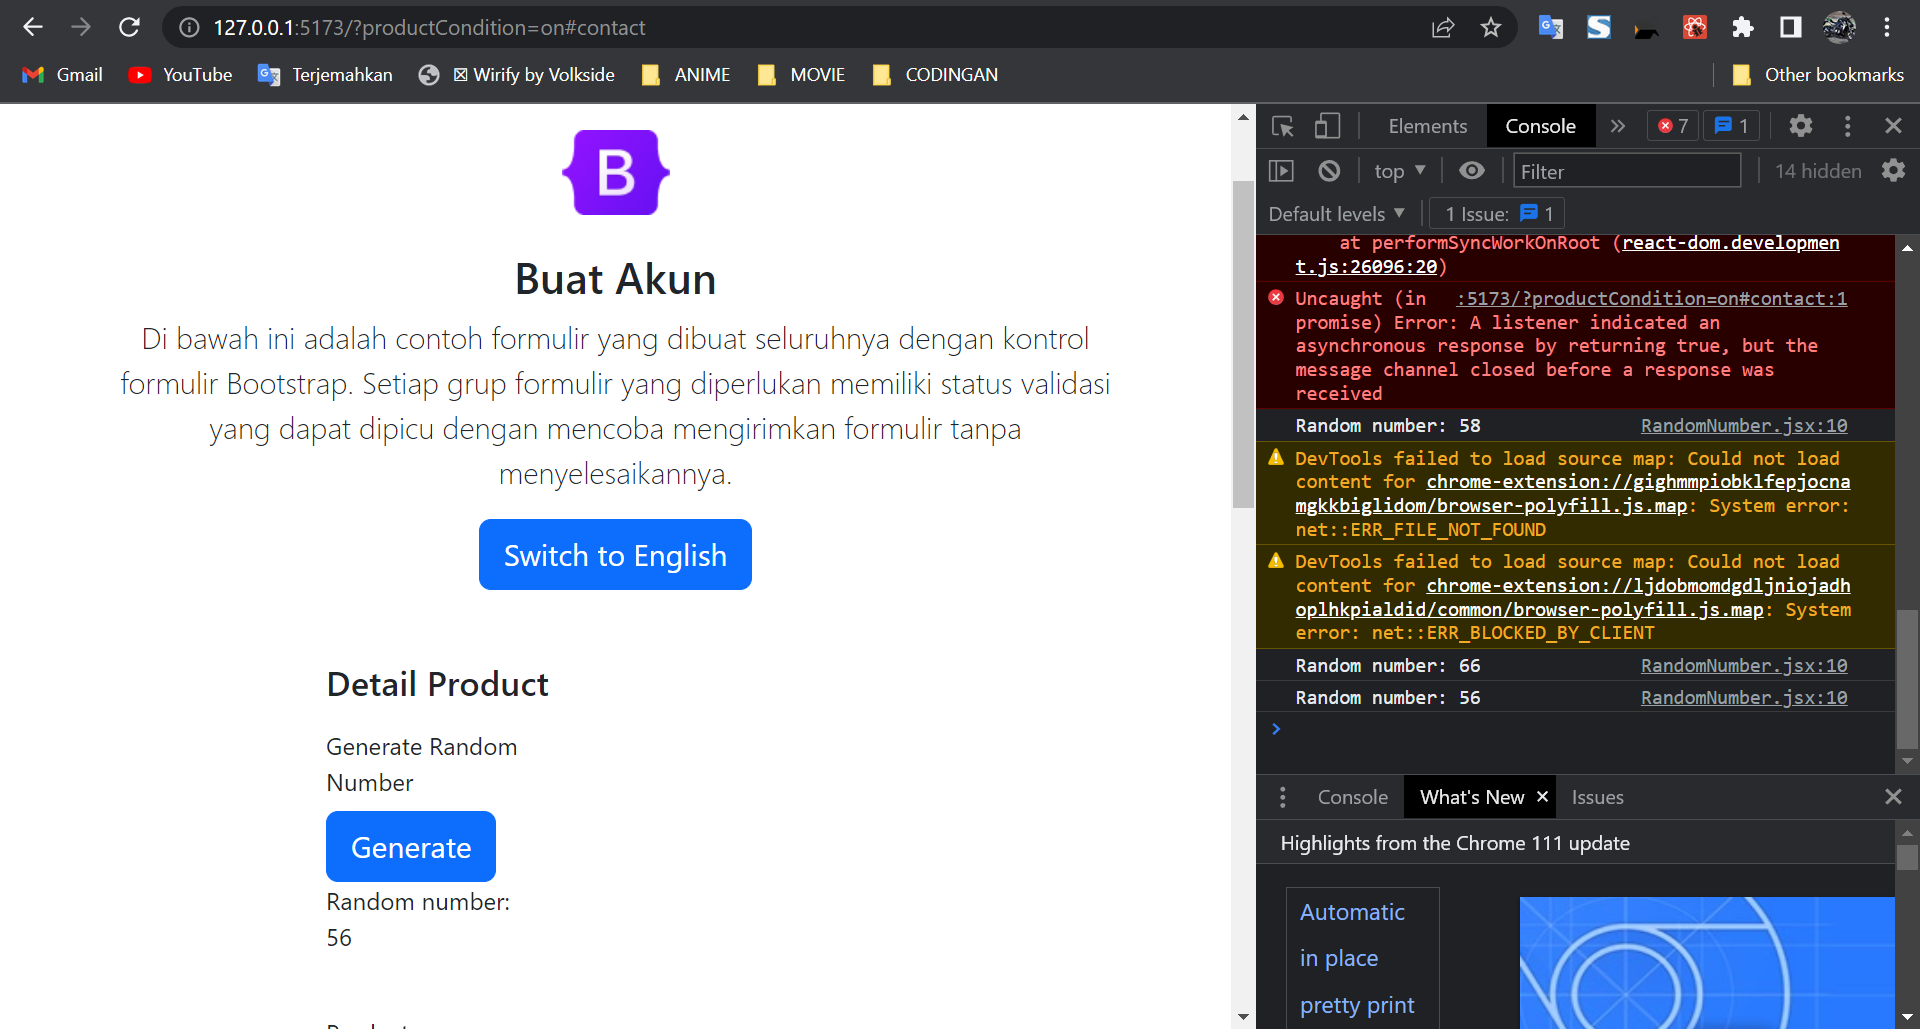 127.0.0.1:5173/?productCondition=on#contact
Gmail
YouTube
Terjemahkan
☒ Wirify by Volkside
ANIME
MOVIE
CODINGAN
Other bookmarks
B
Buat Akun
Di bawah ini adalah contoh formulir yang dibuat seluruhnya dengan kontrol
formulir Bootstrap. Setiap grup formulir yang diperlukan memiliki status validasi
yang dapat dipicu dengan mencoba mengirimkan formulir tanpa
menyelesaikannya.
Switch to English
Detail Product
Generate Random
Number
Generate
Random number:
56
Elements
Console
7
1
top
Filter
14 hidden
Default levels
1 Issue: 1
at performSyncWorkOnRoot (react-dom.developmen
t.js:26096:20)
Uncaught (in :5173/?productCondition=on#contact:1
promise) Error: A listener indicated an
asynchronous response by returning true, but the
message channel closed before a response was
received
Random number: 58 RandomNumber.jsx:10
DevTools failed to load source map: Could not load
content for chrome-extension://gighmmpiobklfepjocna
mgkkbiglidom/browser-polyfill.js.map: System error:
net::ERR_FILE_NOT_FOUND
DevTools failed to load source map: Could not load
content for chrome-extension://ljdobmomdgdljniojadh
oplhkpialdid/common/browser-polyfill.js.map: System
error: net::ERR_BLOCKED_BY_CLIENT
Random number: 66 RandomNumber.jsx:10
Random number: 56 RandomNumber.jsx:10
Console
What's New
Issues
Highlights from the Chrome 111 update
Automatic
in place
pretty print